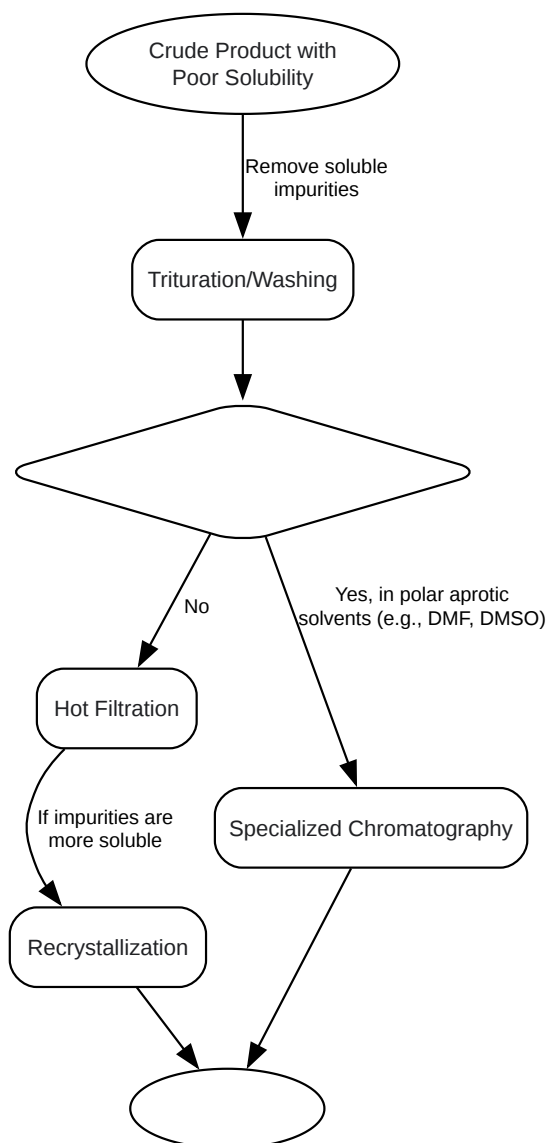 Crude Product with
Poor Solubility
Remove soluble
impurities
Trituration/Washing
No
Yes, in polar aprotic
solvents (e.g., DMF, DMSO)
Hot Filtration
If impurities are
more soluble
Specialized Chromatography
Recrystallization